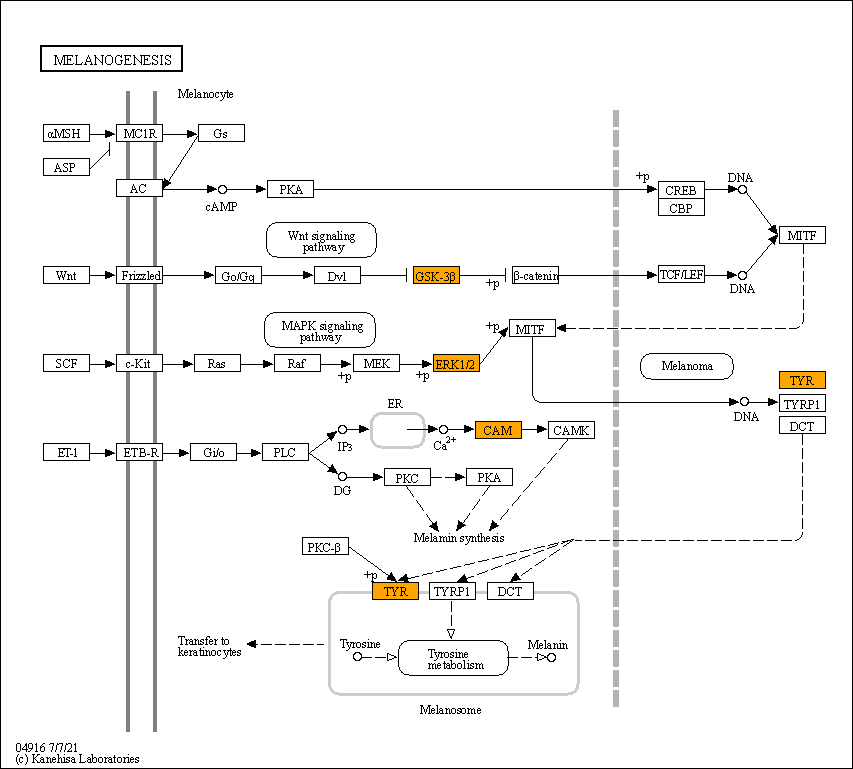 MELANOGENESIS
Melanocyte
αMSH
MC1R
Gs
ASP
AC
cAMP
PKA
+p
CREB
CBP
DNA
MITF
Wnt signaling
pathway
Wnt
Frizzled
Go/Gq
Dvl
GSK-3β
+p
β-catenin
TCF/LEF
DNA
MAPK signaling
pathway
SCF
c-Kit
Ras
Raf
+p
MEK
+p
ERK1/2
+p
MITF
Melanoma
TYR
TYRP1
DCT
DNA
ER
ET-1
ETB-R
Gi/o
PLC
IP3
Ca2+
CAM
CAMK
DG
PKC
PKA
Melamin synthesis
PKC-β
+p
TYR
TYRP1
DCT
Transfer to
keratinocytes
Tyrosine
Tyrosine
metabolism
Melanin
Melanosome
04916 7/7/21
(c) Kanehisa Laboratories